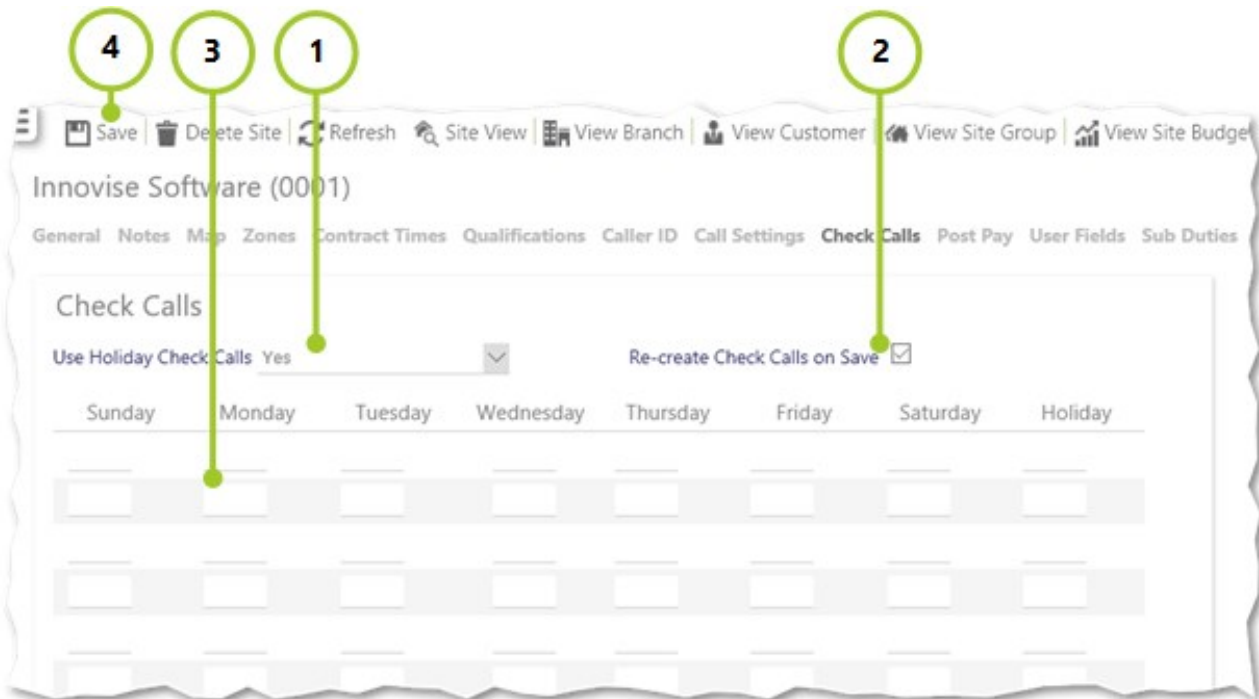 4 3 1 2
Save Delete Site Refresh Site View View Branch View Customer View Site Group View Site Budge
Innovise Software (0001)
General Notes Map Zones Contract Times Qualifications Caller ID Call Settings Check Calls Post Pay User Fields Sub Duties
Check Calls
Use Holiday Check Calls Yes Re-create Check Calls on Save
Sunday Monday Tuesday Wednesday Thursday Friday Saturday Holiday